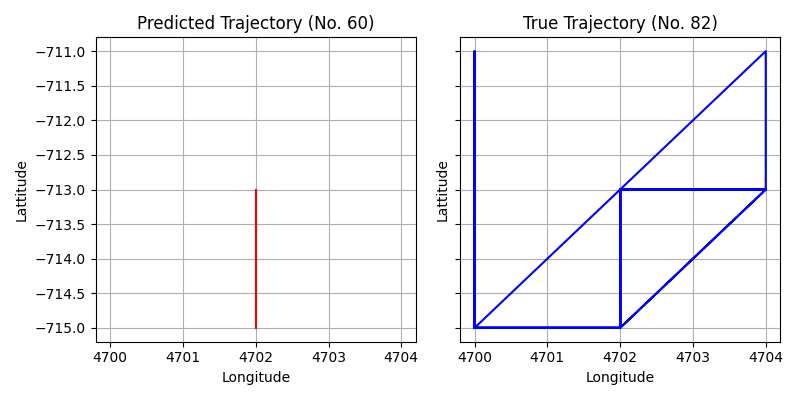 Predicted Trajectory (No. 60)
−711.0
−711.5
−712.0
−712.5
−713.0
−713.5
−714.0
−714.5
−715.0
Lattitude
4700 4701 4702 4703 4704
Longitude
True Trajectory (No. 82)
Lattitude
4700 4701 4702 4703 4704
Longitude